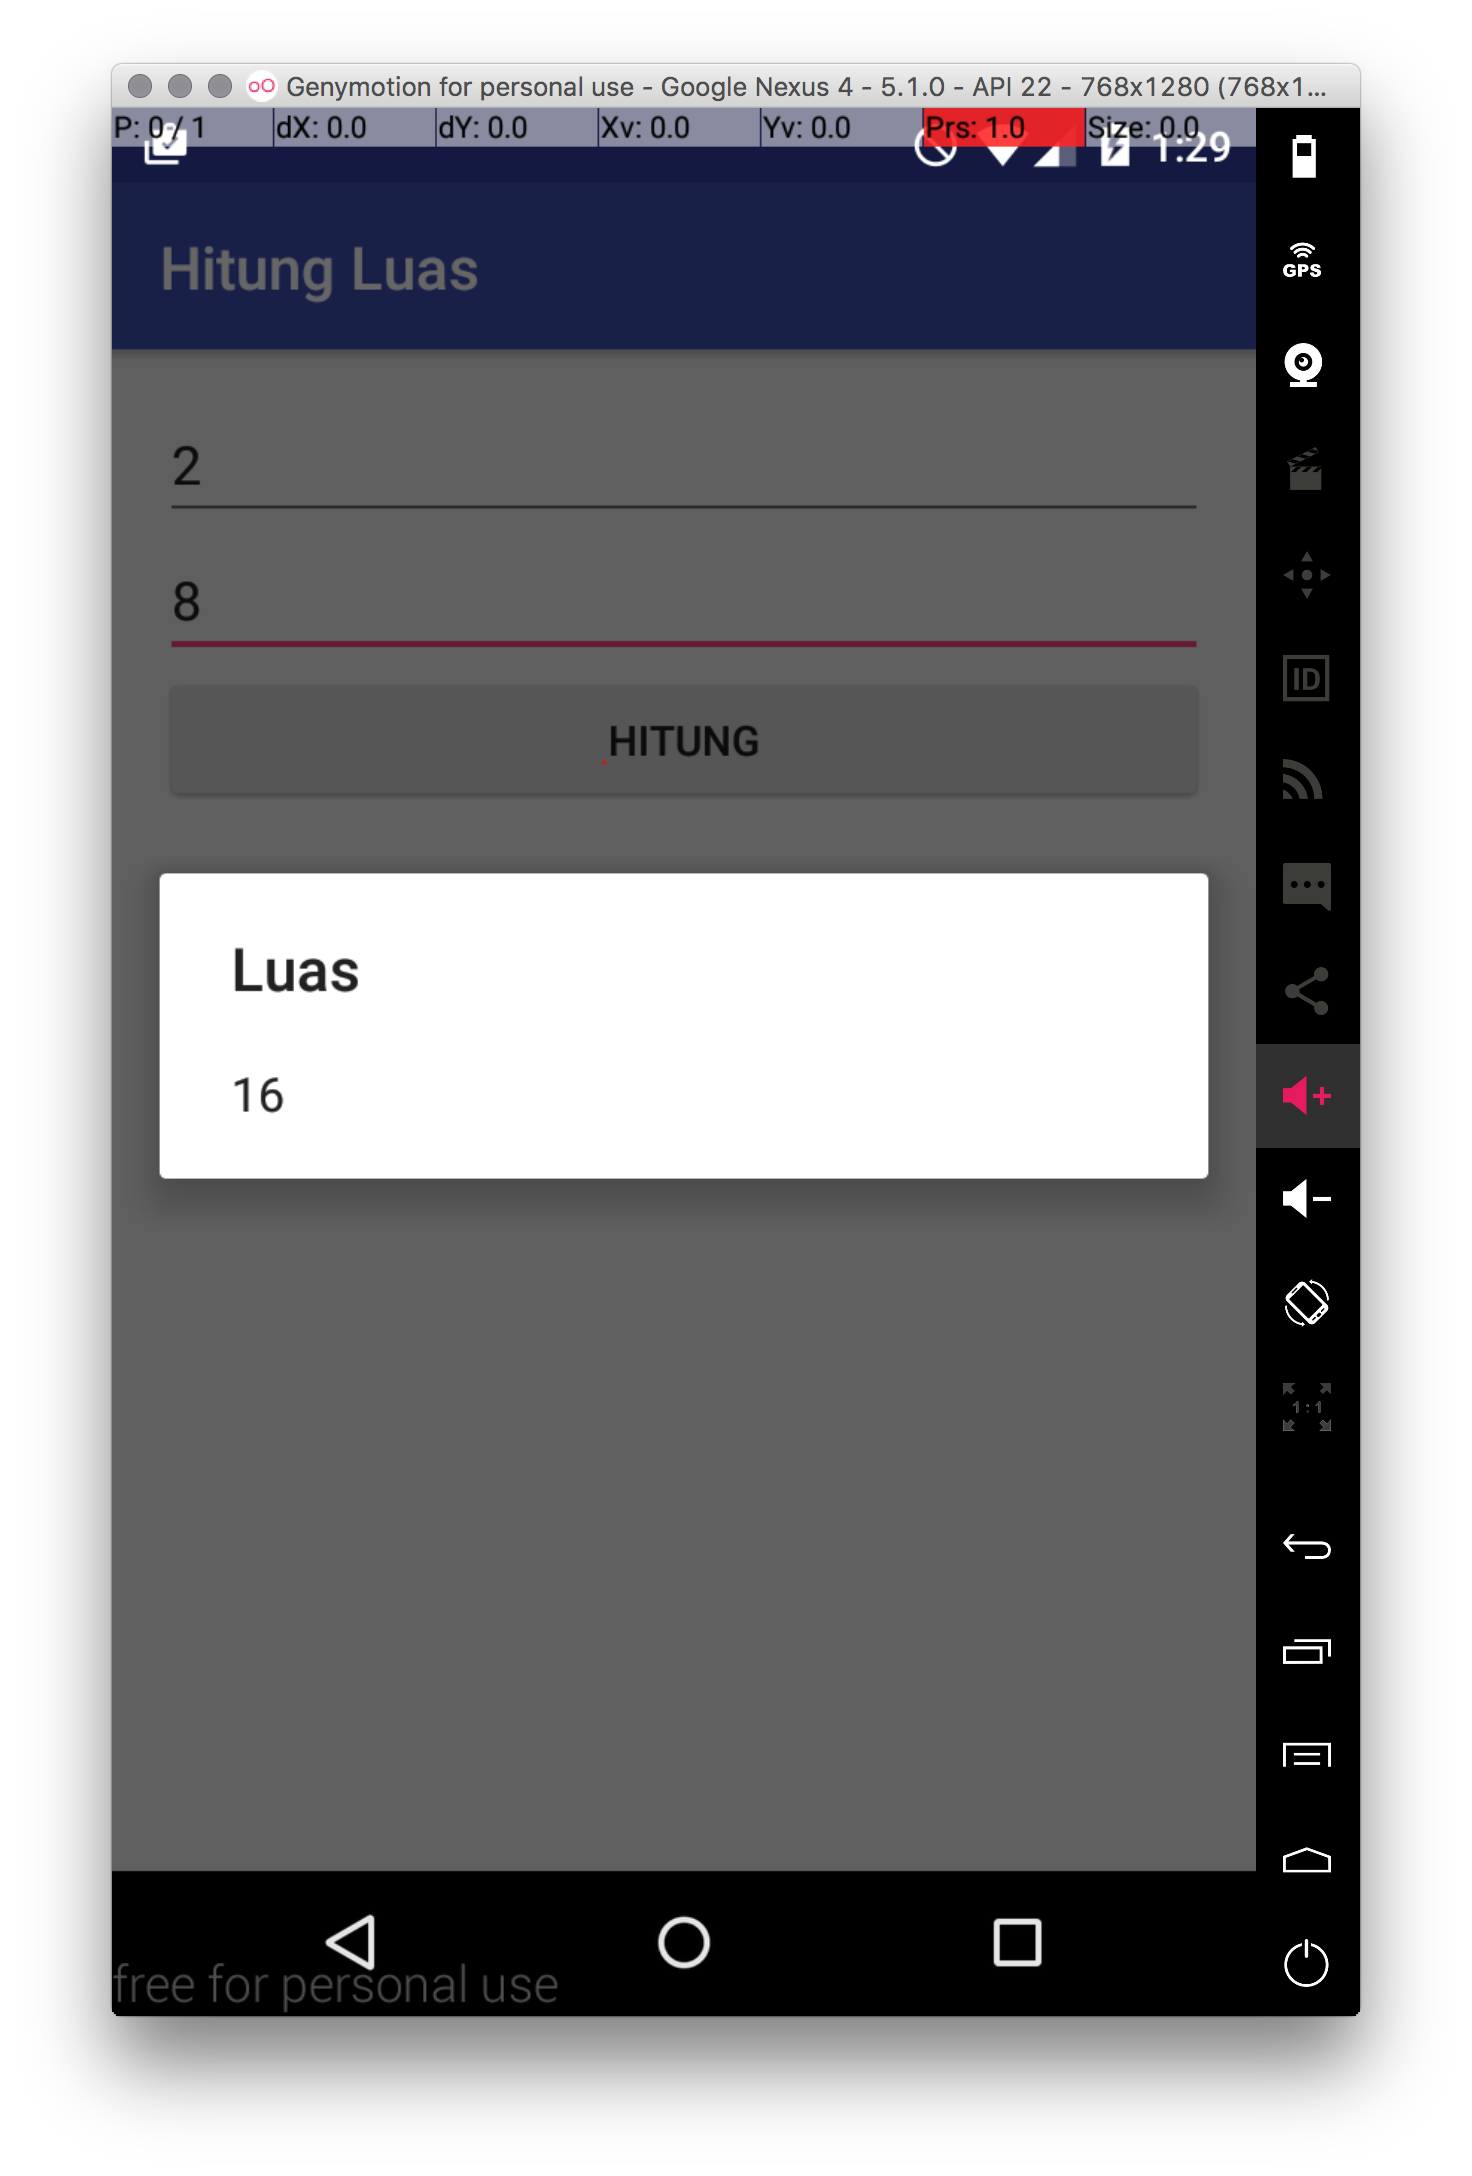 Genymotion for personal use - Google Nexus 4 - 5.1.0 - API 22 - 768x1280 (768x1...
P: 0 / 1 dX: 0.0 dY: 0.0 Xv: 0.0 Yv: 0.0 Prs: 1.0 Size: 0.0
1:29
Hitung Luas
GPS
2
8
ID
HITUNG
Luas
16
1:1
free for personal use